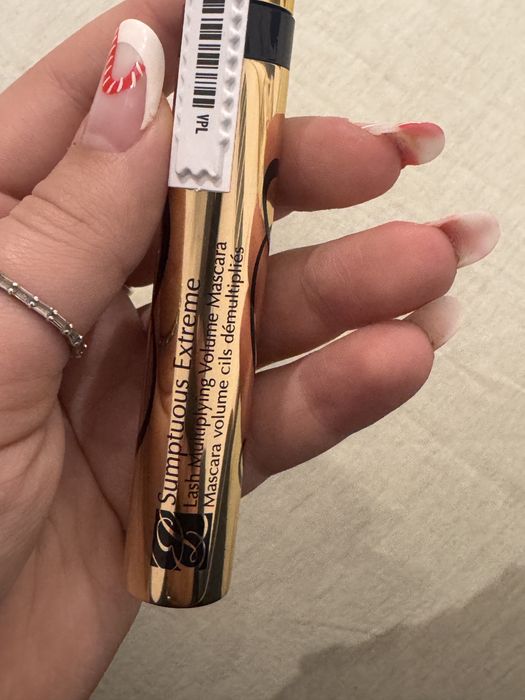 VPL
Sumptuous Extreme
Lash Multiplying Volume Mascara
Mascara volume cils démultipliés